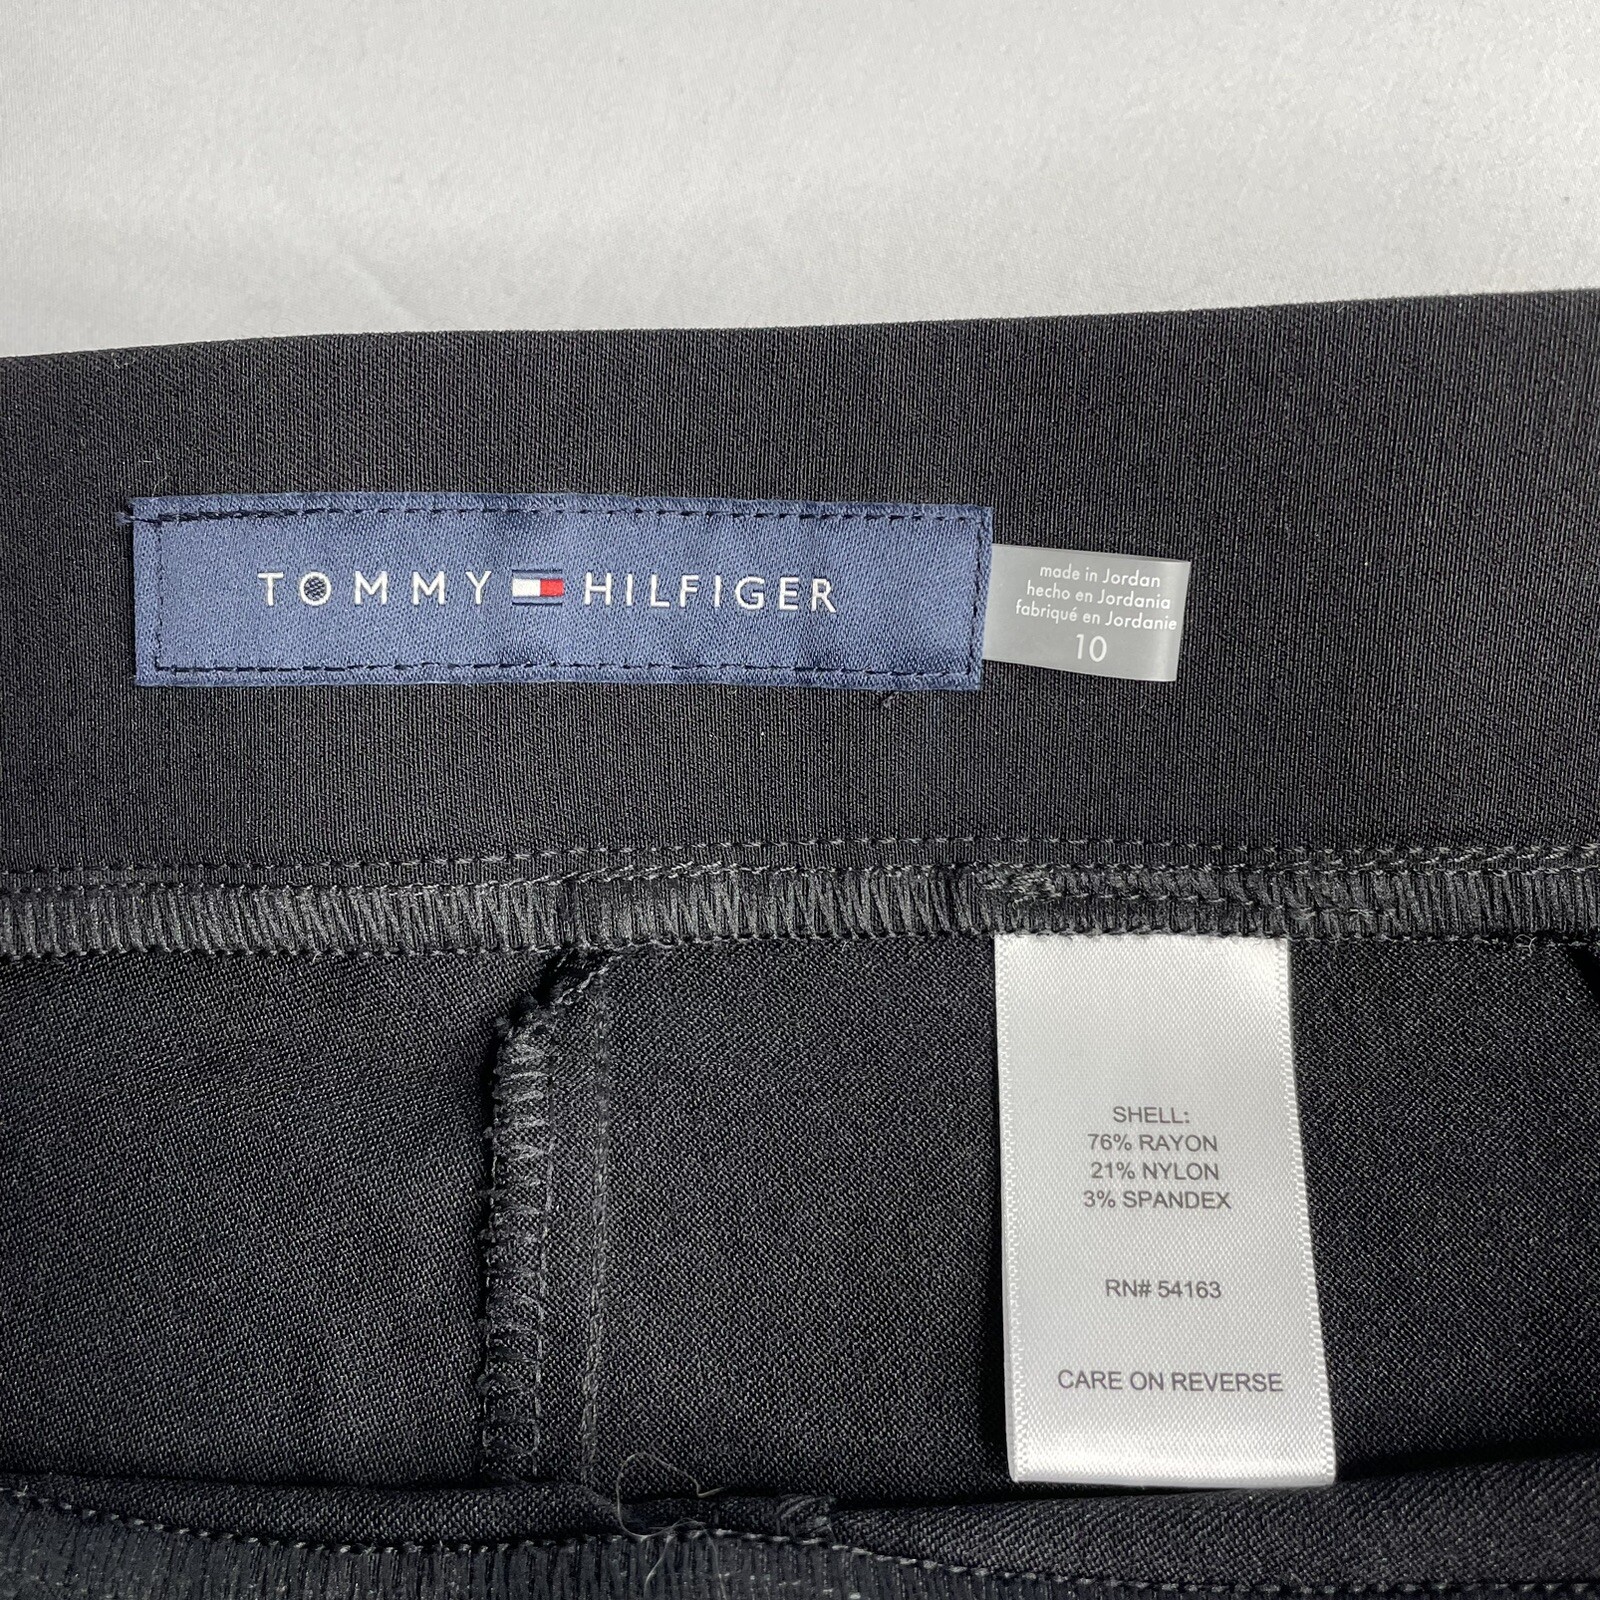 TOMMY HILFIGER
made in Jordan
hecho en Jordania
fabriqué en Jordanie
10
SHELL:
76% RAYON
21% NYLON
3% SPANDEX
RN# 54163
CARE ON REVERSE